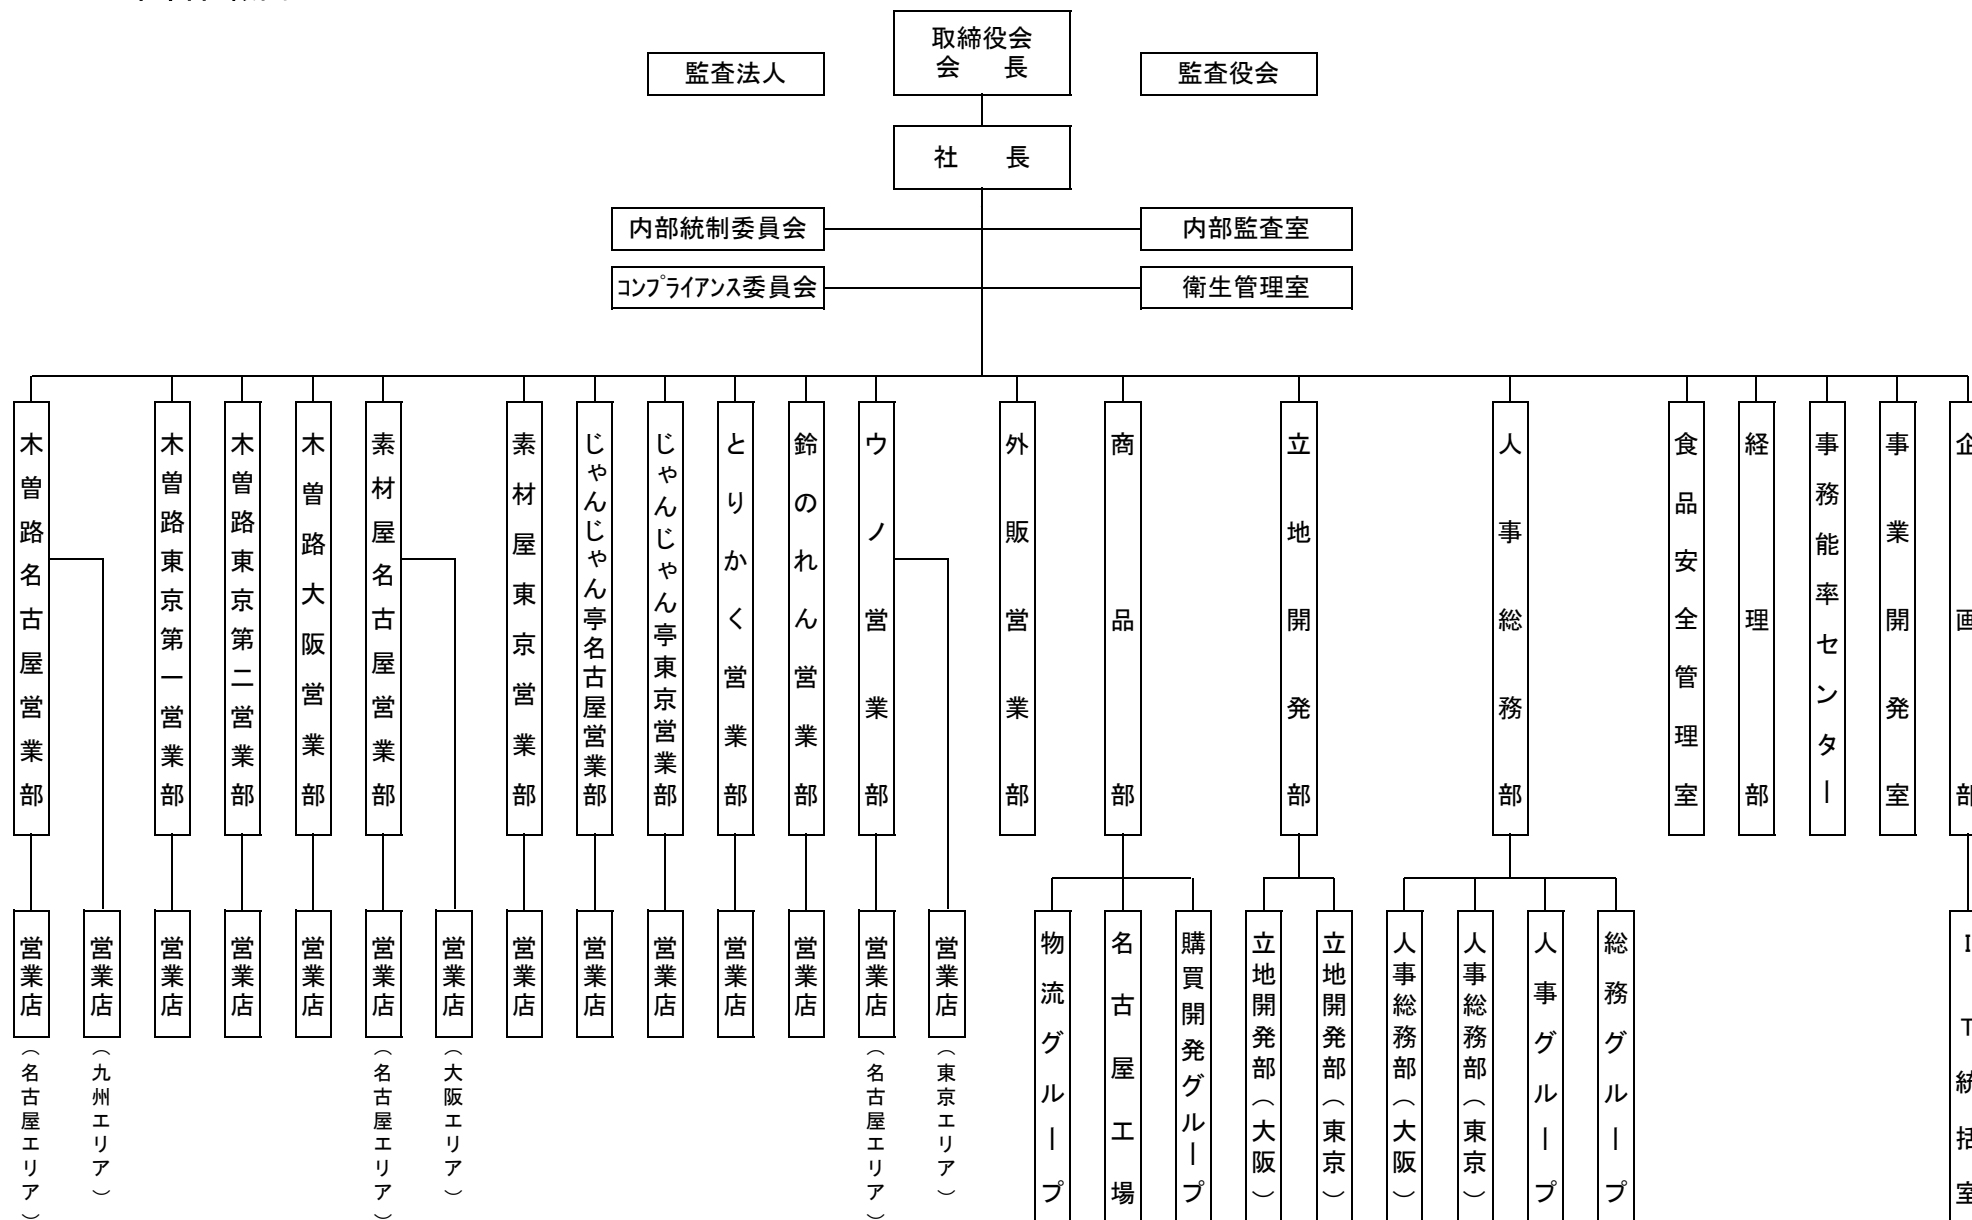 取締役会
会　長
監査法人
監査役会
社　長
内部統制委員会
内部監査室
コンプライアンス委員会
衛生管理室
木曽路名古屋営業部
木曽路東京第一営業部
木曽路東京第二営業部
木曽路大阪営業部
素材屋名古屋営業部
素材屋東京営業部
じゃんじゃん亭名古屋営業部
じゃんじゃん亭東京営業部
とりかく営業部
鈴のれん営業部
ウノ営業部
外販営業部
商品部
立地開発部
人事総務部
食品安全管理室
経理部
事務能率センター
事業開発室
企画部
営業店
（名古屋エリア）
営業店
（九州エリア）
営業店
営業店
営業店
営業店
（名古屋エリア）
営業店
（大阪エリア）
営業店
営業店
営業店
営業店
営業店
営業店
（名古屋エリア）
営業店
（東京エリア）
物流グループ
名古屋工場
購買開発グループ
立地開発部（大阪）
立地開発部（東京）
人事総務部（大阪）
人事総務部（東京）
人事グループ
総務グループ
IT統括室